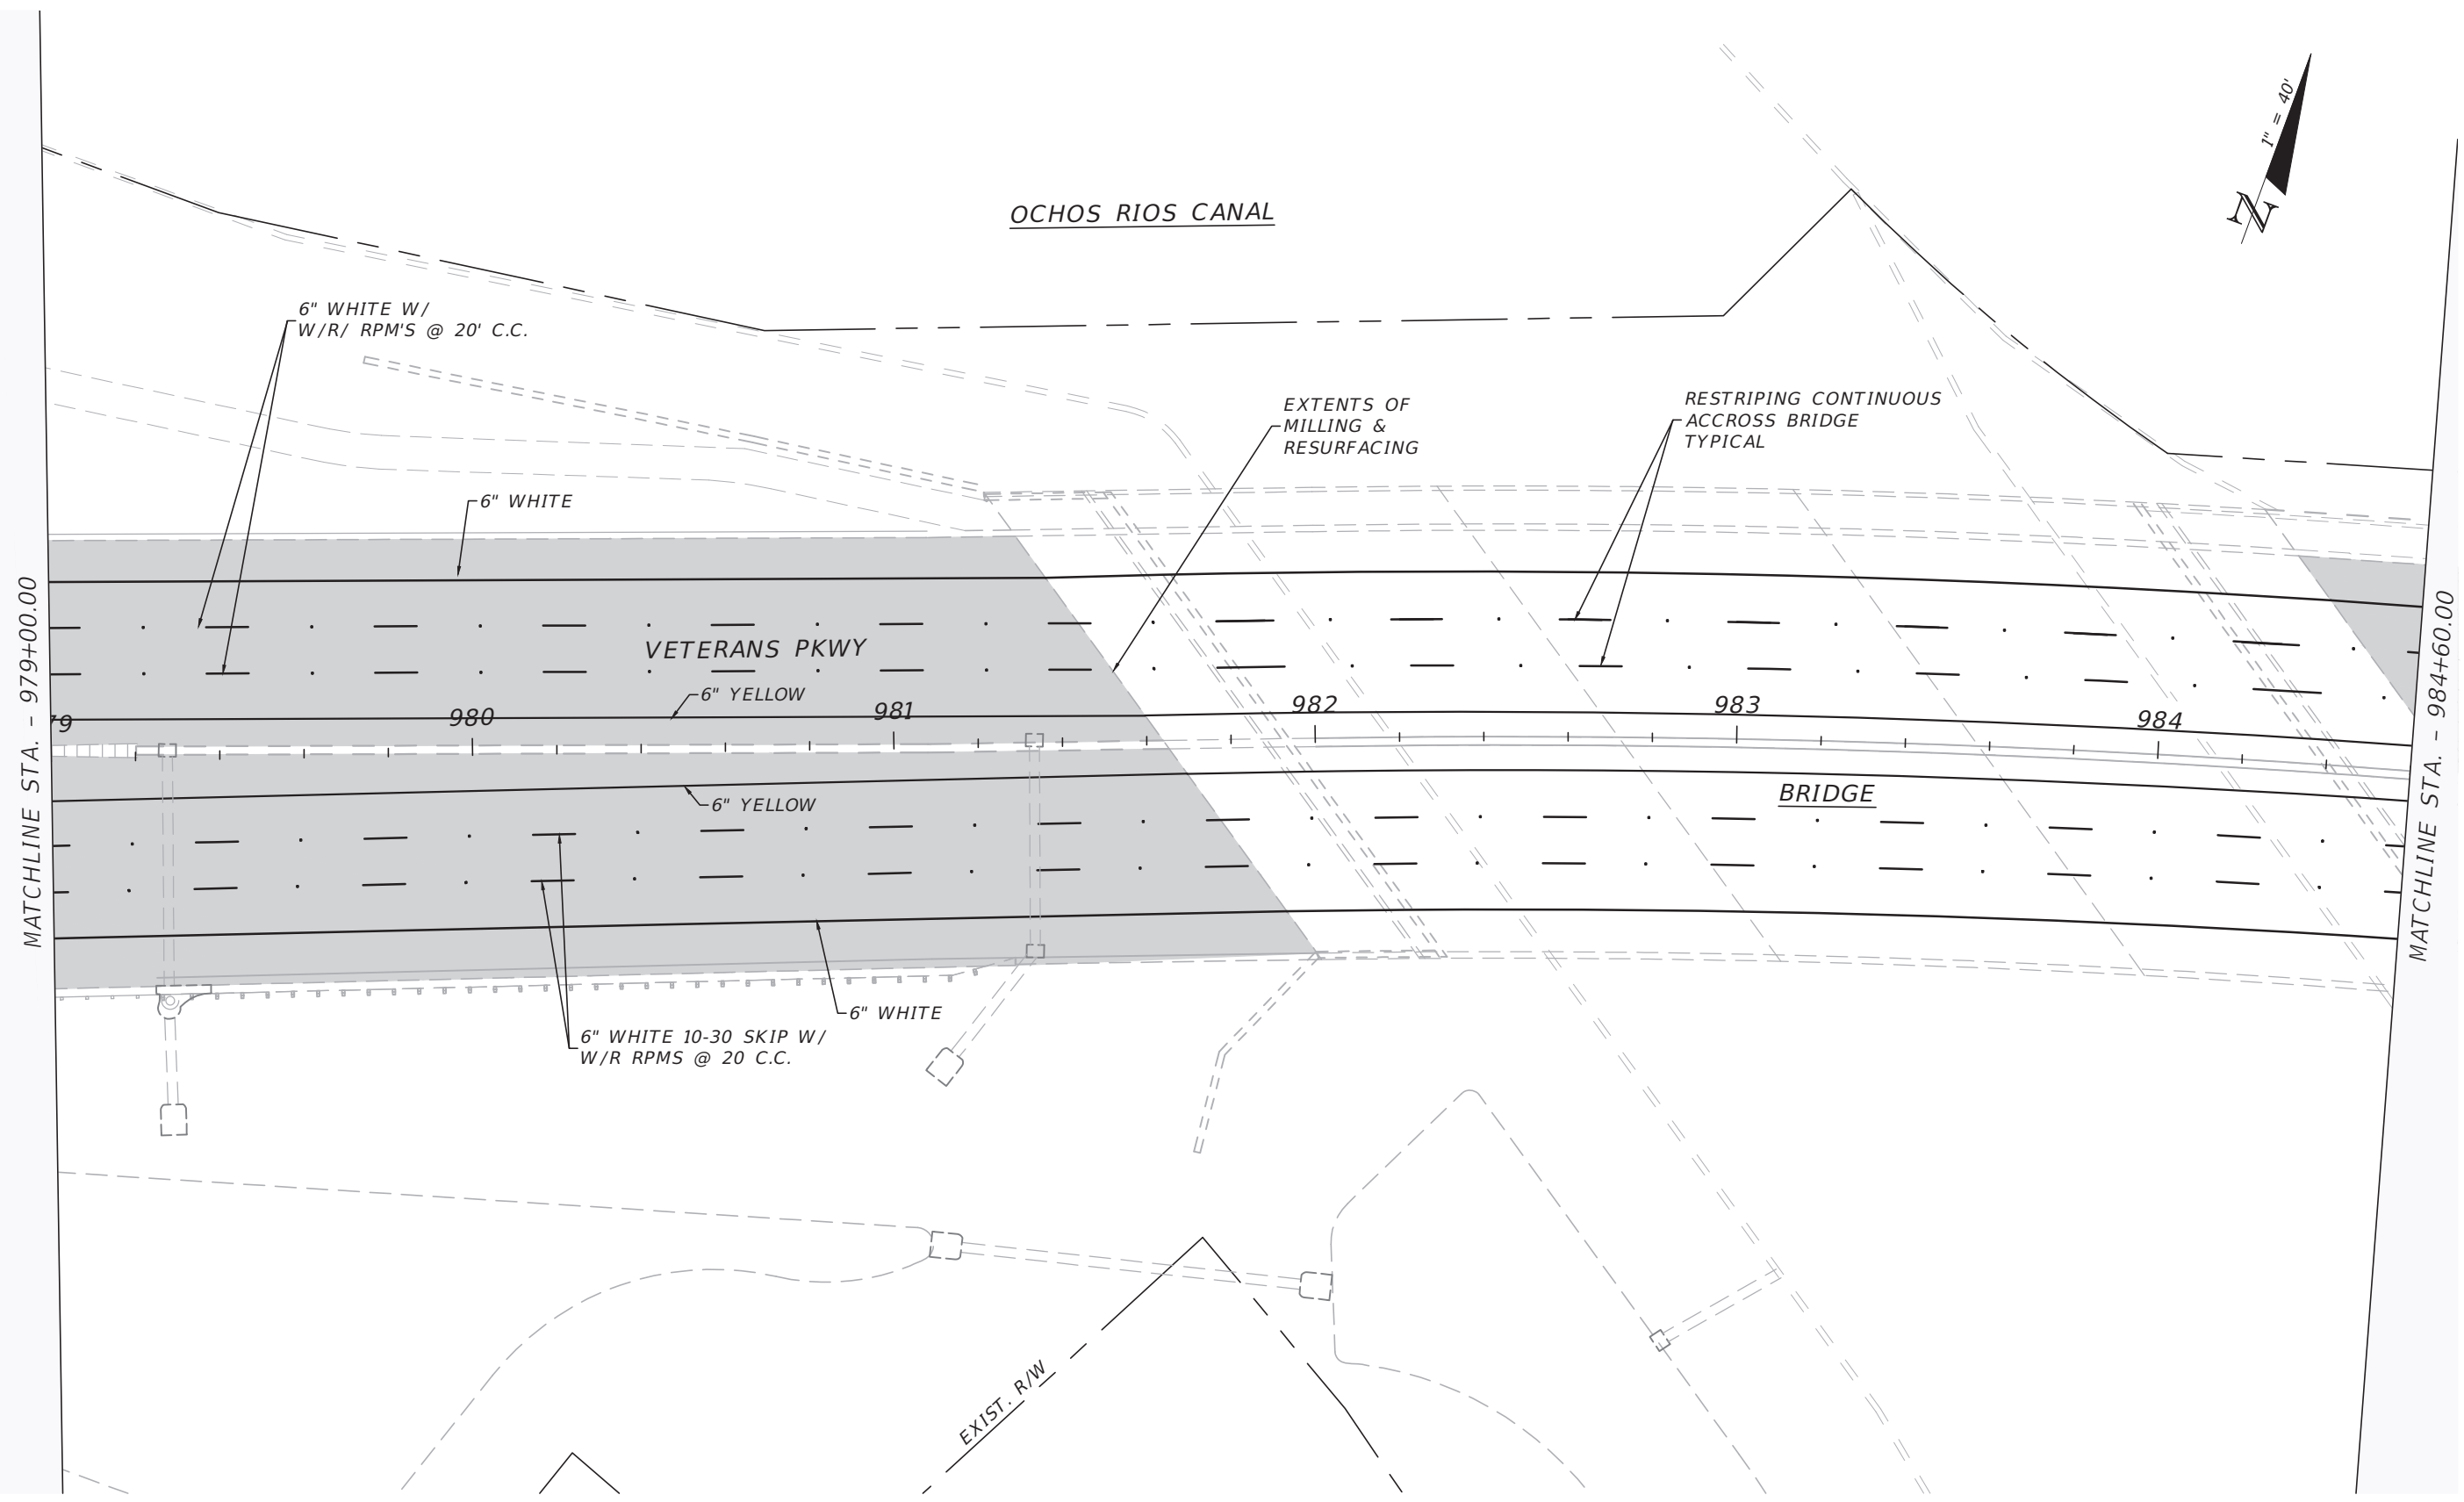 1" = 40'
N
OCHOS RIOS CANAL
6" WHITE W/
W/R/ RPM'S @ 20' C.C.
EXTENTS OF
MILLING &
RESURFACING
RESTRIPING CONTINUOUS
ACCROSS BRIDGE
TYPICAL
6" WHITE
MATCHLINE STA. - 979+00.00
VETERANS PKWY
MATCHLINE STA. - 984+60.00
6" YELLOW
79
980
981
982
983
984
6" YELLOW
BRIDGE
6" WHITE
6" WHITE 10-30 SKIP W/
W/R RPMS @ 20 C.C.
EXIST. R/W